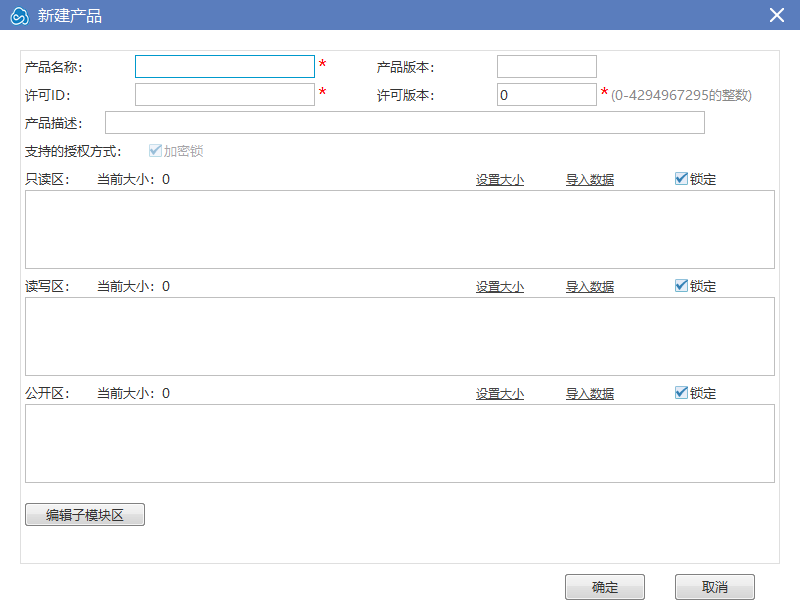 新建产品
产品名称: * 产品版本:
许可ID: * 许可版本: 0 * (0-4294967295的整数)
产品描述:
支持的授权方式: 加密锁
只读区: 当前大小: 0 设置大小 导入数据 锁定
读写区: 当前大小: 0 设置大小 导入数据 锁定
公开区: 当前大小: 0 设置大小 导入数据 锁定
编辑子模块区
确定 取消